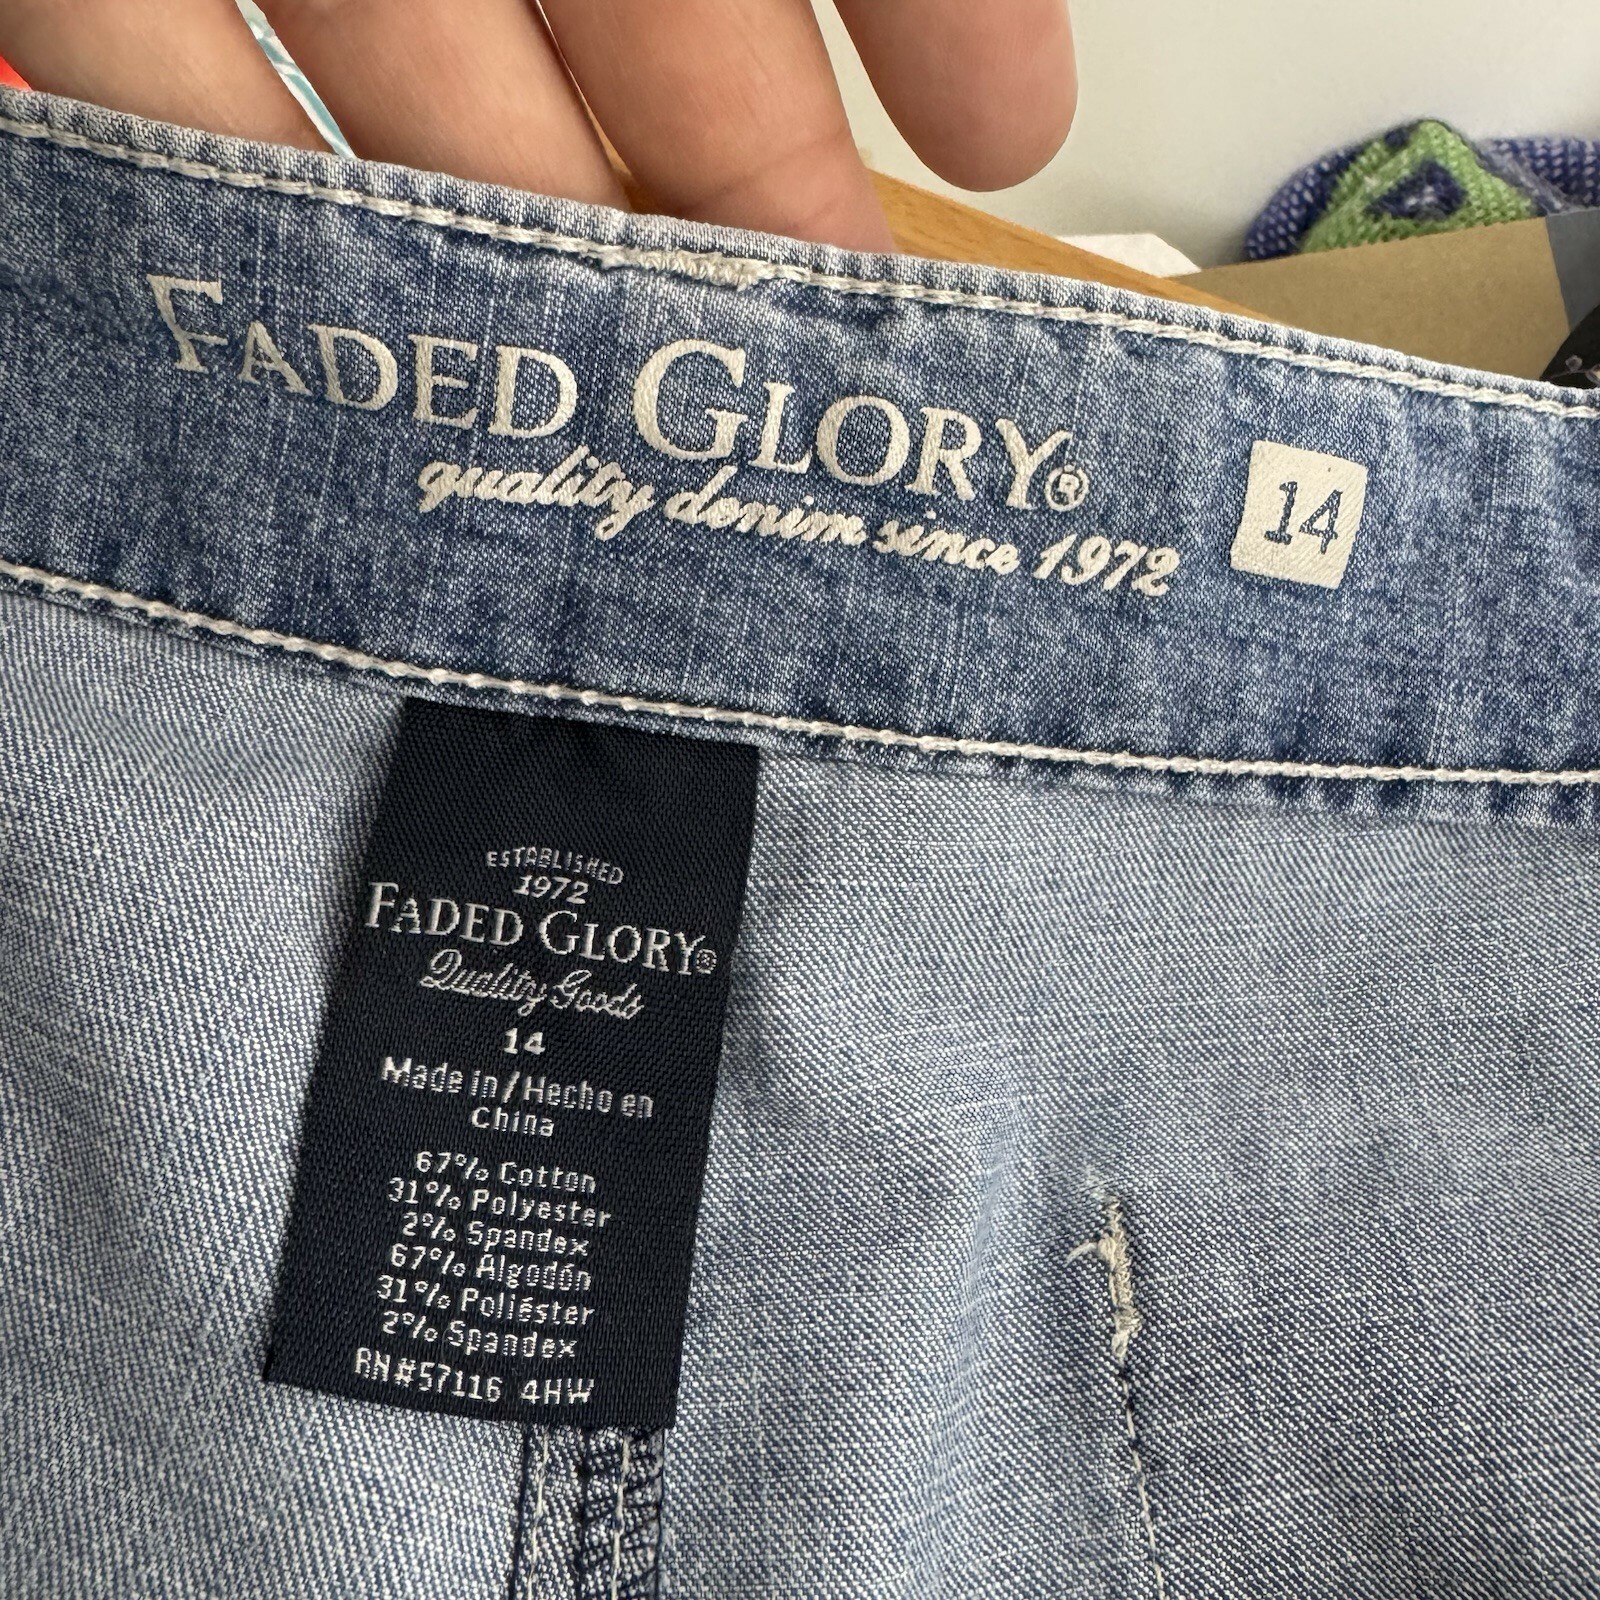 FADED GLORY®
quality denim since 1972
14
ESTABLISHED
1972
FADED GLORY®
Quality Goods
14
Made in/Hecho en
China
67% Cotton
31% Polyester
2% Spandex
67% Algodón
31% Poliéster
2% Spandex
RN#57116 4HW